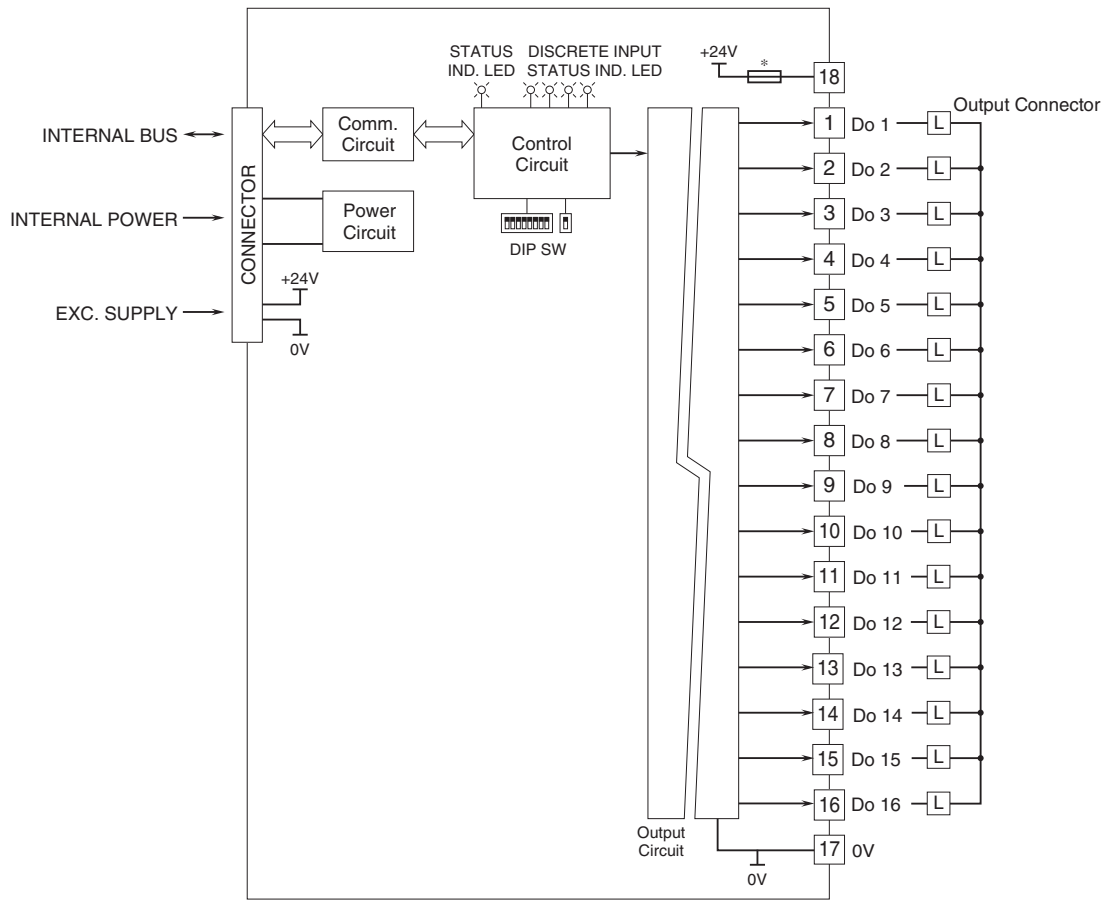 STATUS
IND. LED
DISCRETE INPUT
STATUS IND. LED
+24V
*
18
Output Connector
INTERNAL BUS
CONNECTOR
Comm.
Circuit
Control
Circuit
1 Do 1 L
2 Do 2 L
INTERNAL POWER
Power
Circuit
DIP SW
3 Do 3 L
4 Do 4 L
+24V
EXC. SUPPLY
0V
5 Do 5 L
6 Do 6 L
7 Do 7 L
8 Do 8 L
9 Do 9 L
10 Do 10 L
11 Do 11 L
12 Do 12 L
13 Do 13 L
14 Do 14 L
15 Do 15 L
16 Do 16 L
Output
Circuit
17 0V
0V